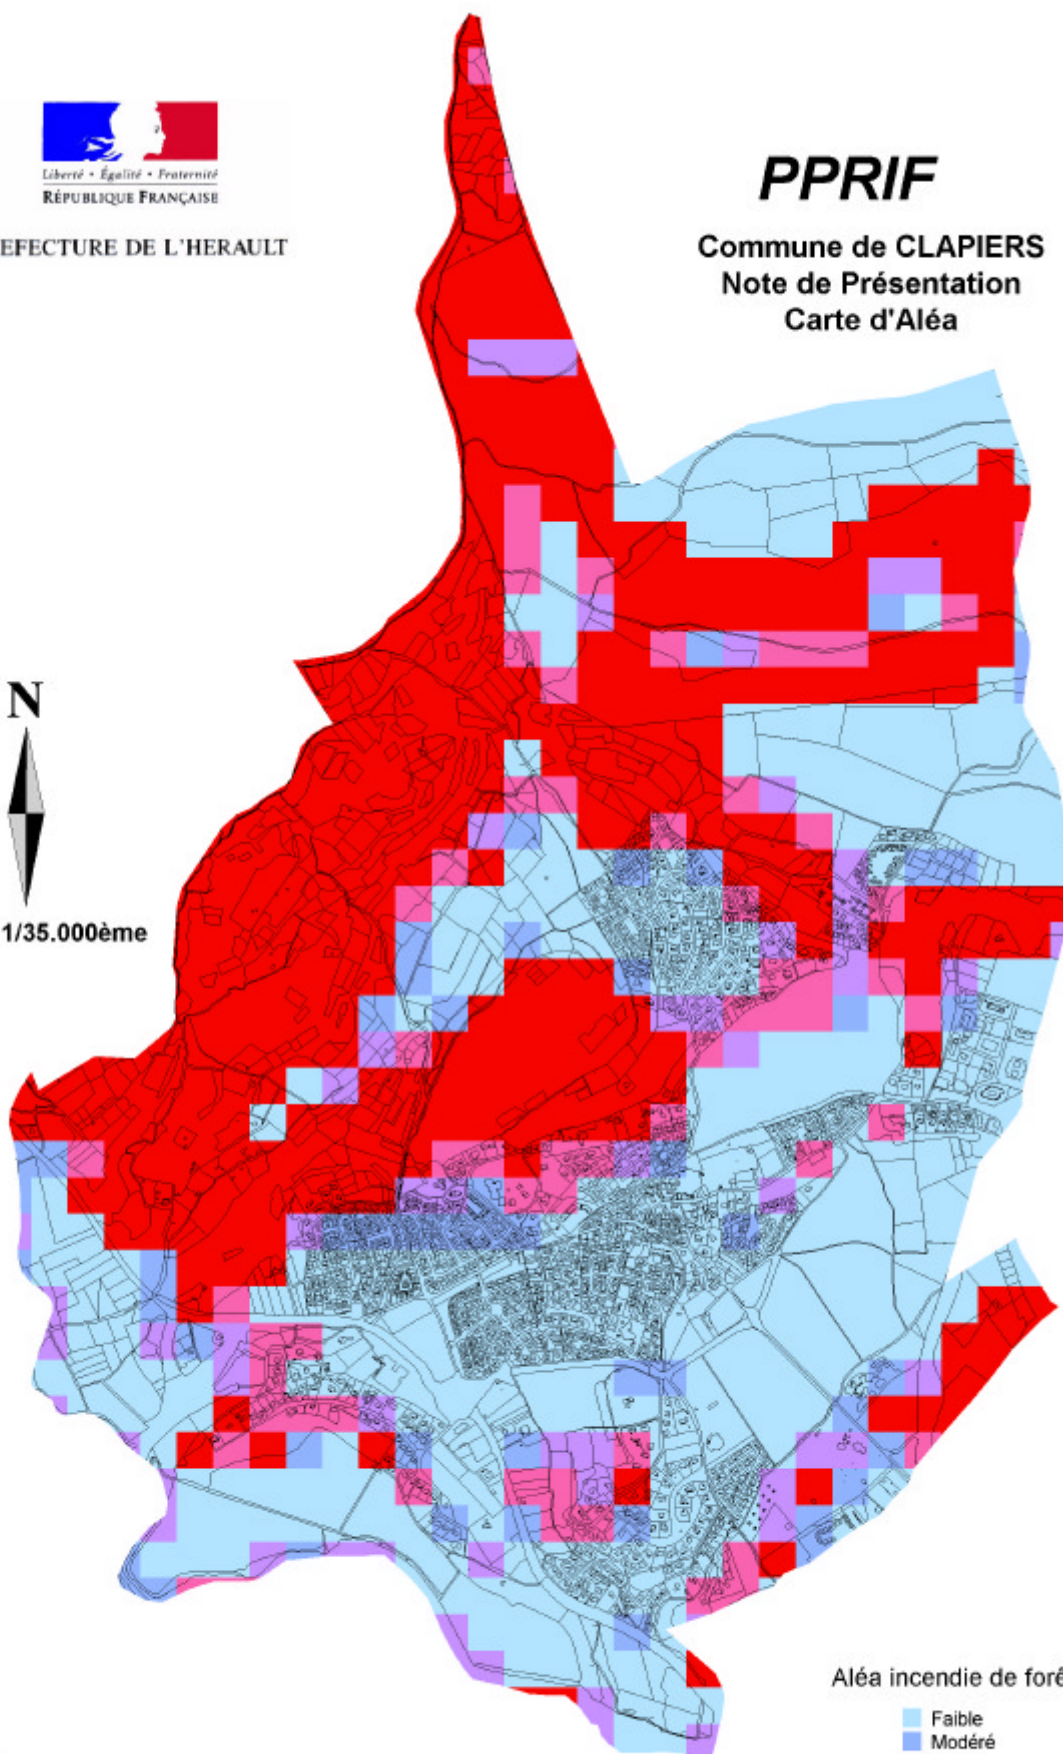 Liberté • Égalité • Fraternité
RÉPUBLIQUE FRANÇAISE
EFECTURE DE L'HERAULT
PPRIF
Commune de CLAPIERS
Note de Présentation
Carte d'Aléa
N
1/35.000ème
Aléa incendie de foré
Faible
Modéré